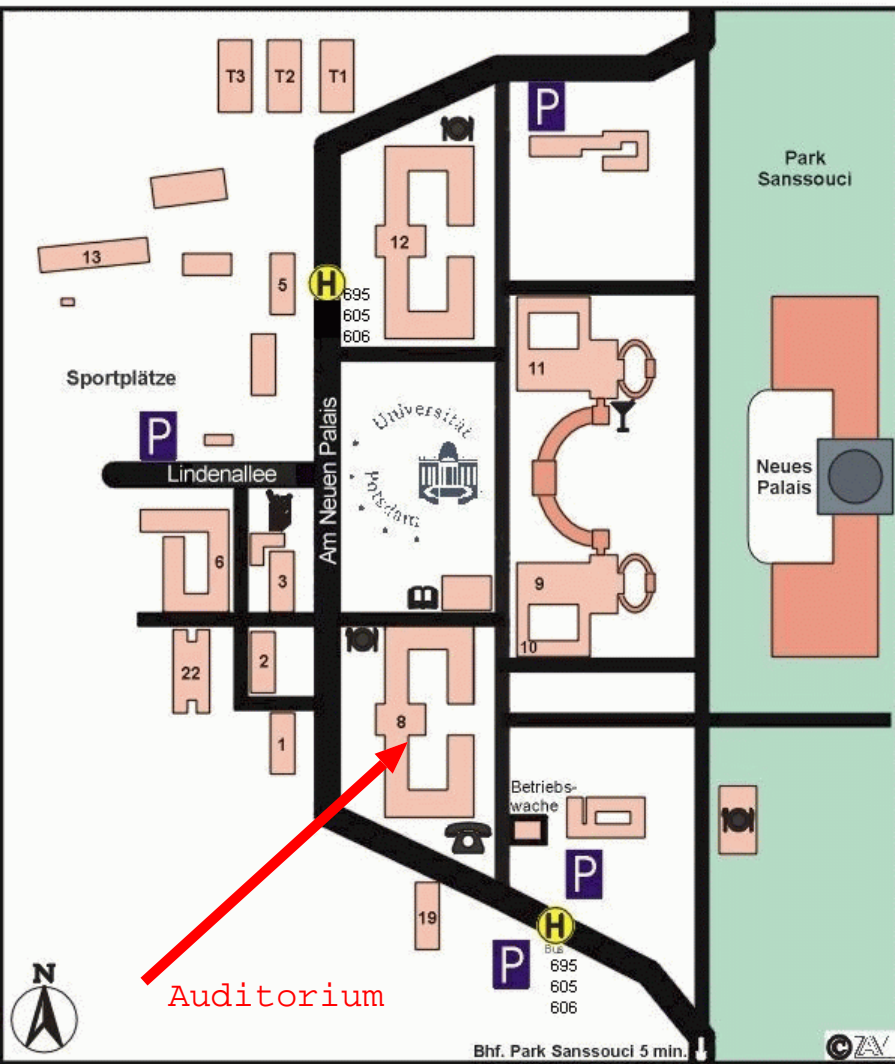 T3
T2
T1
P
Park
Sanssouci
12
13
5
H
695
605
606
11
Sportplätze
P
Am Neuen Palais
Universität
Potsdam
Lindenallee
Neues
Palais
6
3
9
10
22
2
8
1
Betriebs-
wache
P
19
H
Bus
P
695
605
606
N
Auditorium
Bhf. Park Sanssouci 5 min.
© ZAV